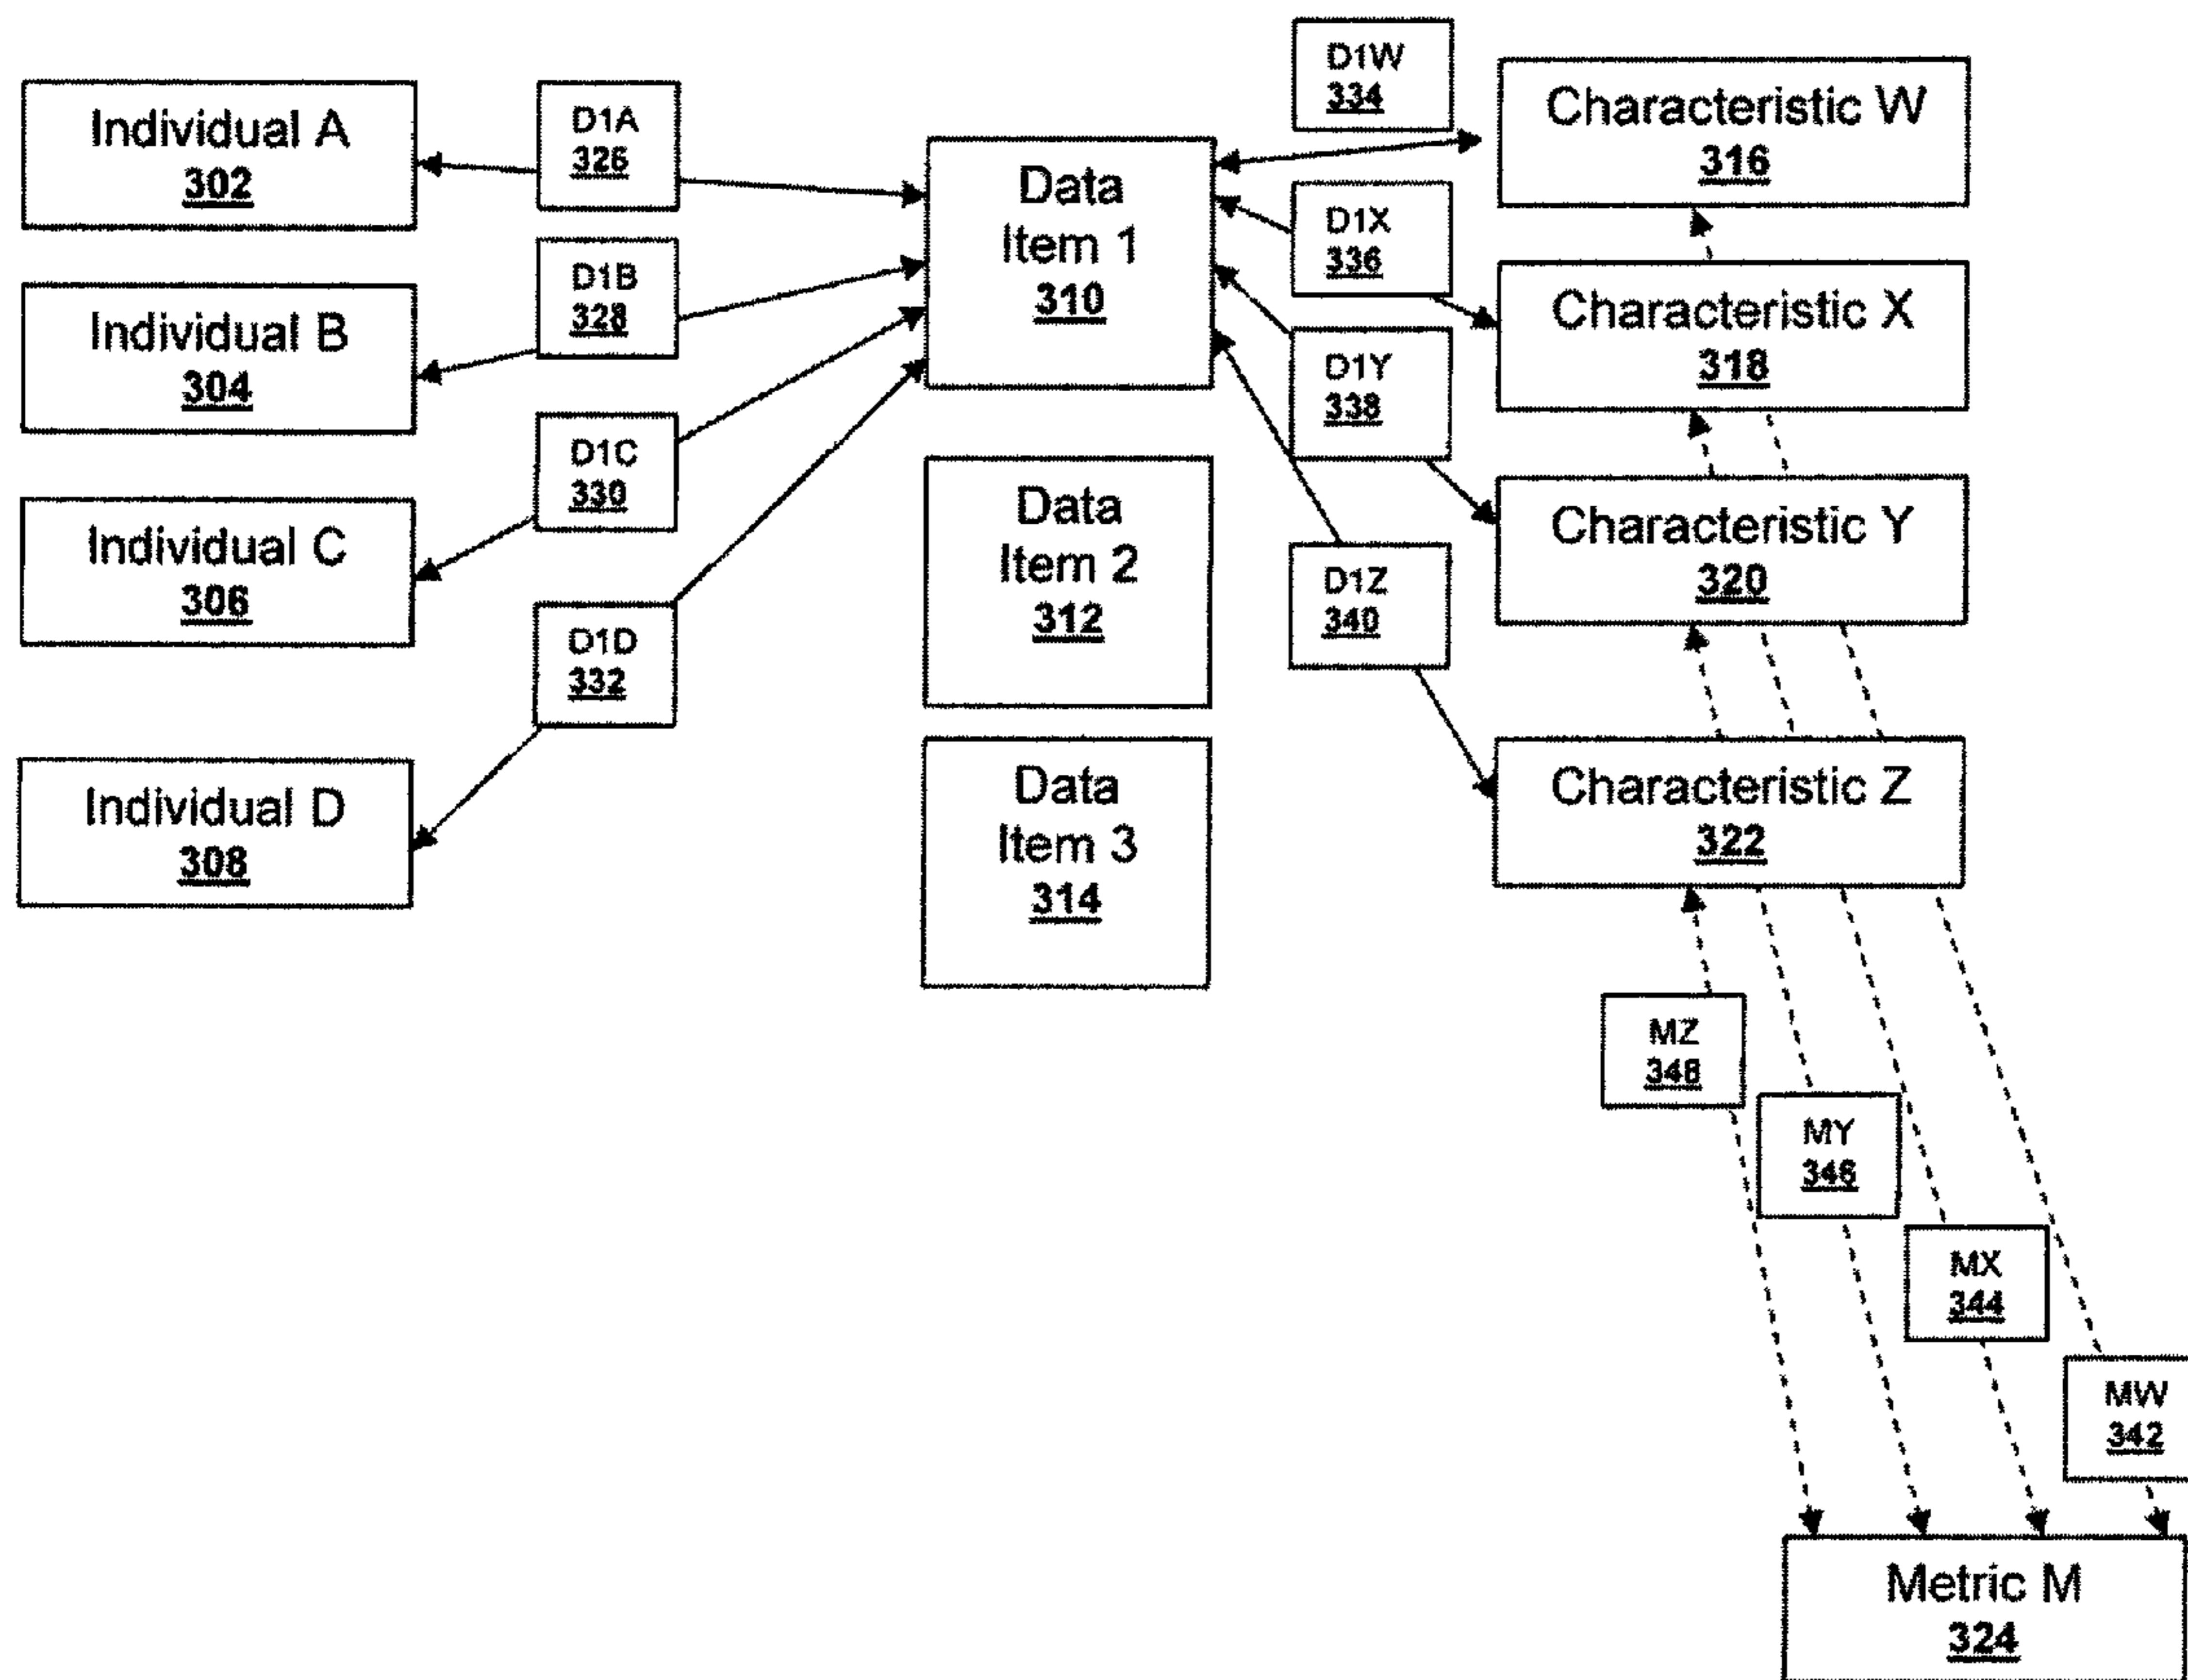 Individual A
302
Individual B
304
Individual C
306
Individual D
308
D1A
326
D1B
328
D1C
330
D1D
332
Data
Item 1
310
Data
Item 2
312
Data
Item 3
314
D1W
334
D1X
336
D1Y
338
D1Z
340
Characteristic W
316
Characteristic X
318
Characteristic Y
320
Characteristic Z
322
MZ
348
MY
346
MX
344
MW
342
Metric M
324